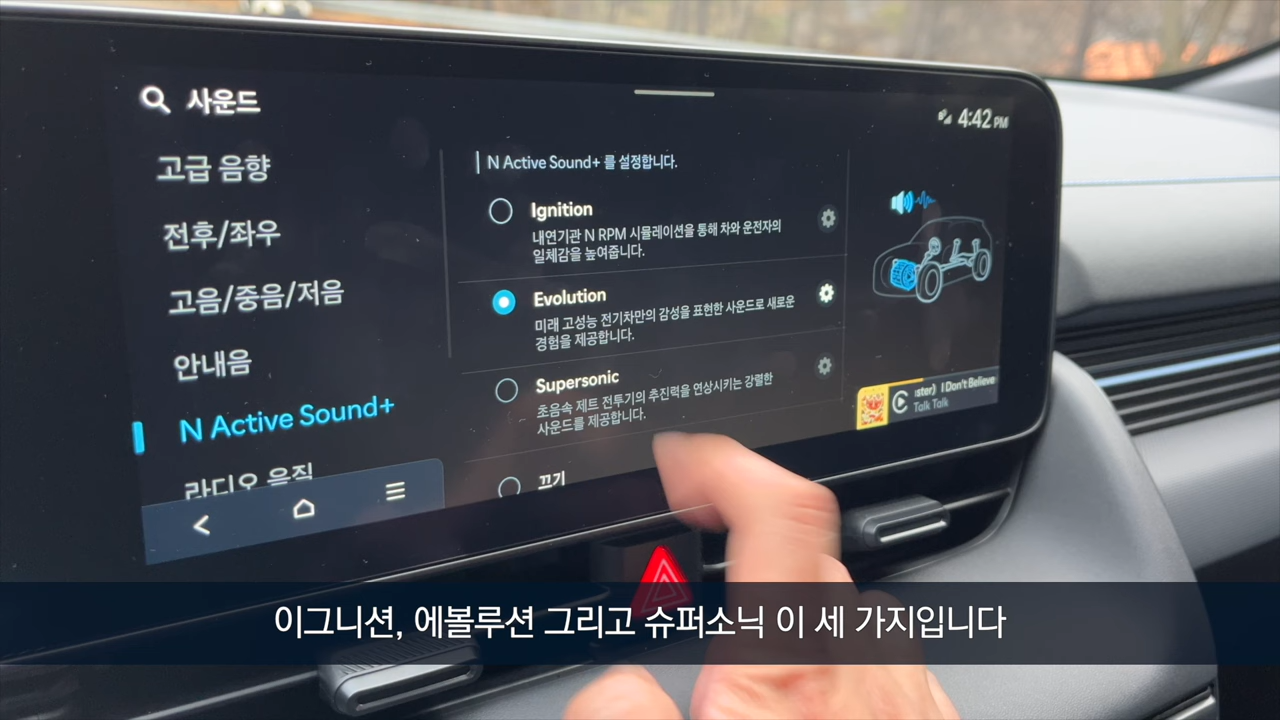 사운드
4:42 PM
고급 음향
전후/좌우
고음/중음/저음
안내음
N Active Sound+
라디오 음질
N Active Sound+ 를 설정합니다.
Ignition
내연기관 N RPM 시뮬레이션을 통해 차와 운전자의
일체감을 높여줍니다.
Evolution
미래 고성능 전기차만의 감성을 표현한 사운드로 새로운
경험을 제공합니다.
Supersonic
초음속 제트 전투기의 추진력을 연상시키는 강렬한
사운드를 제공합니다.
끄기
ster) I Don't Believe
Talk Talk
이그니션, 에볼루션 그리고 슈퍼소닉 이 세 가지입니다